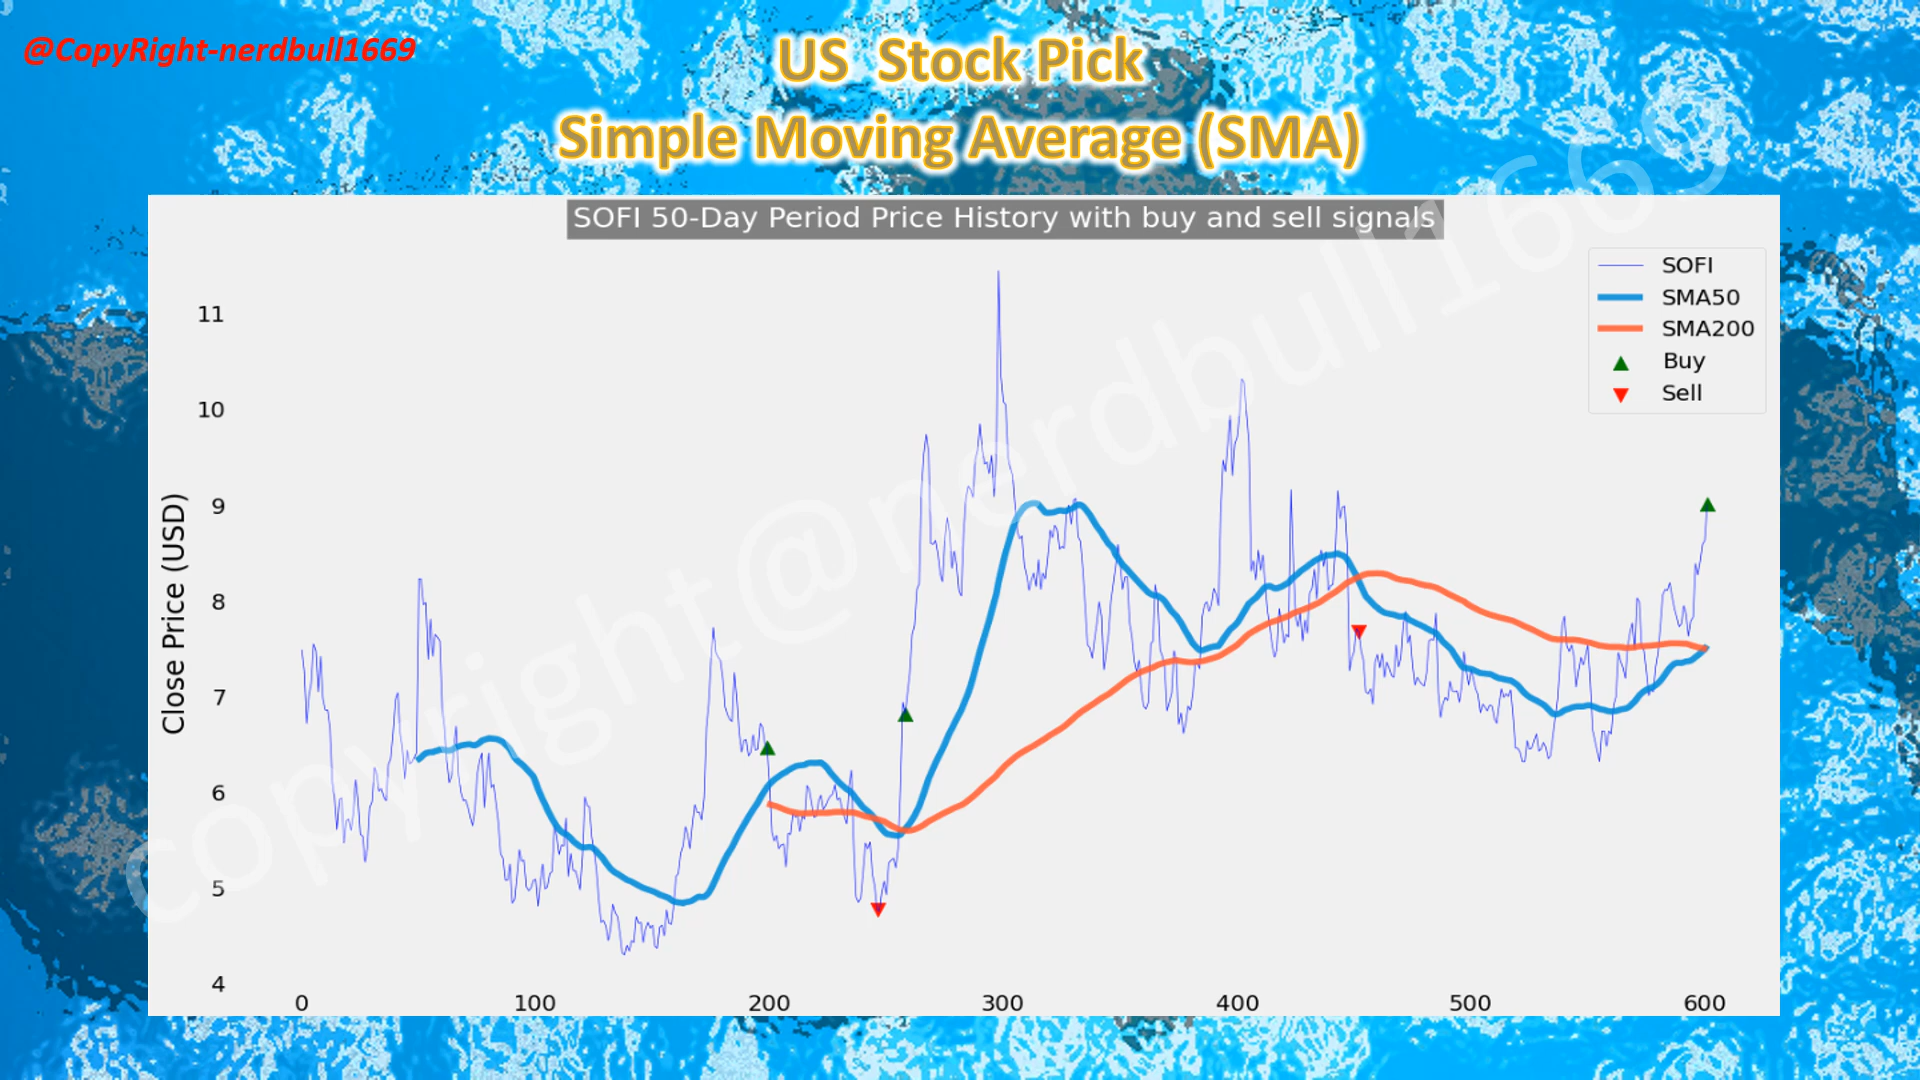 @CopyRight-nerdbull1669
US Stock Pick
Simple Moving Average (SMA)
SOFI 50-Day Period Price History with buy and sell signals
SOFI
SMA50
SMA200
Buy
Sell
Close Price (USD)
11
10
9
8
7
6
5
4
0 100 200 300 400 500 600
copyright@nerdbull1669